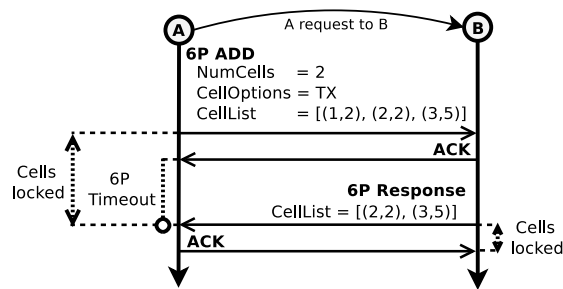 A
A request to B
B
6P ADD
NumCells = 2
CellOptions = TX
CellList = [(1,2), (2,2), (3,5)]
ACK
Cells
locked
6P
Timeout
6P Response
CellList = [(2,2), (3,5)]
ACK
Cells
locked